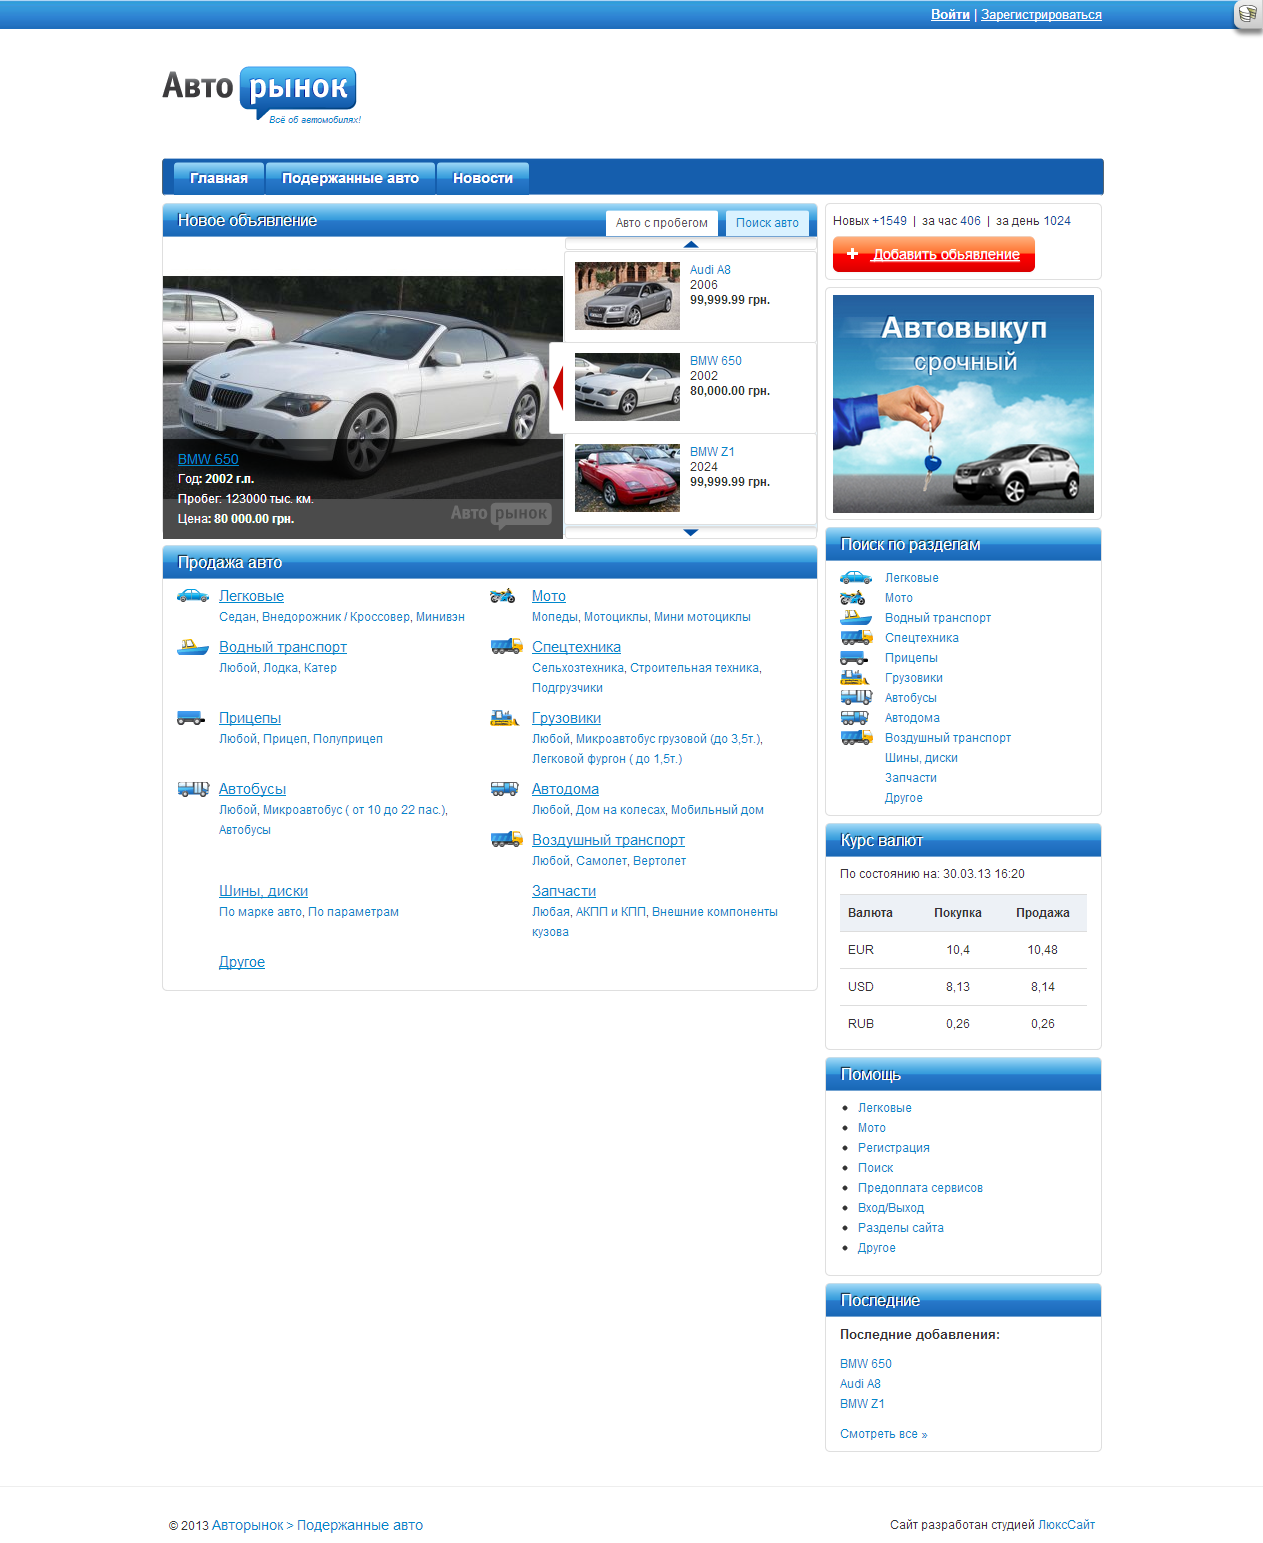 Войти | Зарегистрироваться
Авто рынок
Всё об автомобилях!
Главная Подержанные авто Новости
Новое объявление Авто с пробегом Поиск авто
Audi A8
2006
99,999.99 грн.
BMW 650
2002
80,000.00 грн.
BMW Z1
2024
99,999.99 грн.
BMW 650
Год: 2002 г.п.
Пробег: 123000 тыс. км.
Цена: 80 000.00 грн.
Авто рынок
Продажа авто
Легковые
Седан, Внедорожник / Кроссовер, Минивэн
Мото
Мопеды, Мотоциклы, Мини мотоциклы
Водный транспорт
Любой, Лодка, Катер
Спецтехника
Сельхозтехника, Строительная техника,
Подгрузчики
Прицепы
Любой, Прицеп, Полуприцеп
Грузовики
Любой, Микроавтобус грузовой (до 3,5т.),
Легковой фургон ( до 1,5т.)
Автобусы
Любой, Микроавтобус ( от 10 до 22 пас.),
Автобусы
Автодома
Любой, Дом на колесах, Мобильный дом
Воздушный транспорт
Любой, Самолет, Вертолет
Шины, диски
По марке авто, По параметрам
Запчасти
Любая, АКПП и КПП, Внешние компоненты
кузова
Другое
Новых +1549 | за час 406 | за день 1024
+ Добавить обьявление
Автовыкуп
срочный
Поиск по разделам
Легковые
Мото
Водный транспорт
Спецтехника
Прицепы
Грузовики
Автобусы
Автодома
Воздушный транспорт
Шины, диски
Запчасти
Другое
Курс валют
По состоянию на: 30.03.13 16:20
Валюта Покупка Продажа
EUR 10,4 10,48
USD 8,13 8,14
RUB 0,26 0,26
Помощь
Легковые
Мото
Регистрация
Поиск
Предоплата сервисов
Вход/Выход
Разделы сайта
Другое
Последние
Последние добавления:
BMW 650
Audi A8
BMW Z1
Смотреть все »
© 2013 Авторынок > Подержанные авто
Сайт разработан студией ЛюксСайт